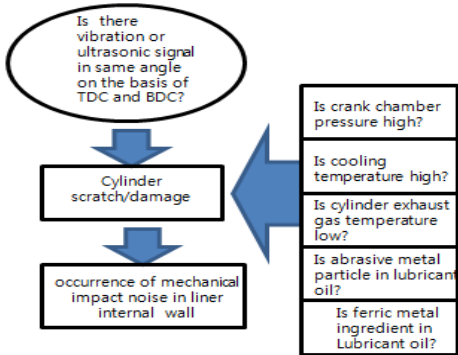 Is there
vibration or
ultrasonic signal
in same angle
on the basis of
TDC and BDC?
Cylinder
scratch/damage
occurrence of mechanical
impact noise in liner
internal wall
Is crank chamber
pressure high?
Is cooling
temperature high?
Is cylinder exhaust
gas temperature
low?
Is abrasive metal
particle in lubricant
oil?
Is ferric metal
ingredient in
Lubricant oil?